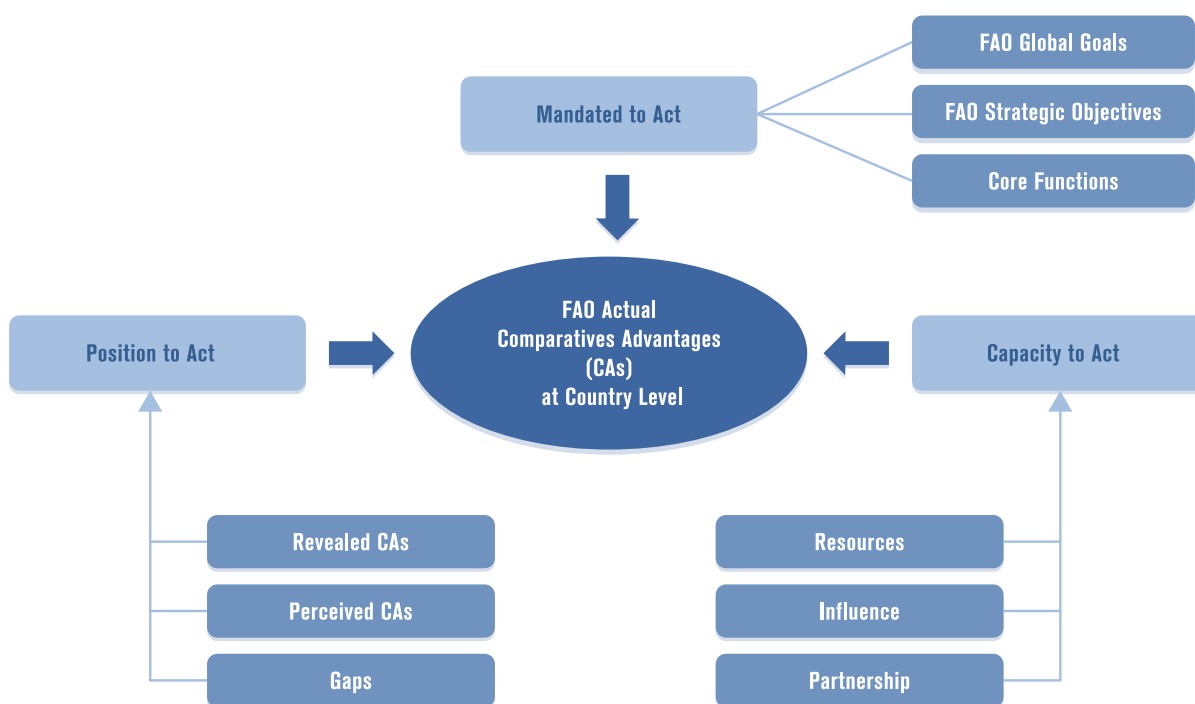 FAO Global Goals
Mandated to Act
FAO Strategic Objectives
Core Functions
FAO Actual
Comparatives Advantages
(CAs)
at Country Level
Position to Act
Capacity to Act
Revealed CAs
Perceived CAs
Gaps
Resources
Influence
Partnership